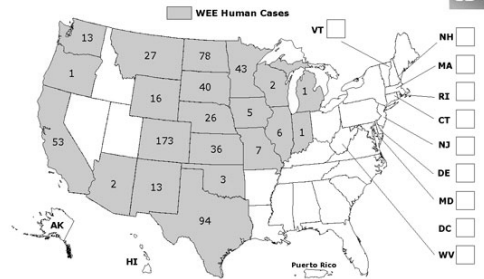 WEE Human Cases
VT
NH
13
27
78
43
MA
1
2
1
RI
16
40
CT
26
5
NJ
53
173
36
6
1
7
DE
2
13
3
MD
94
DC
AK
HI
Puerto Rico
WV